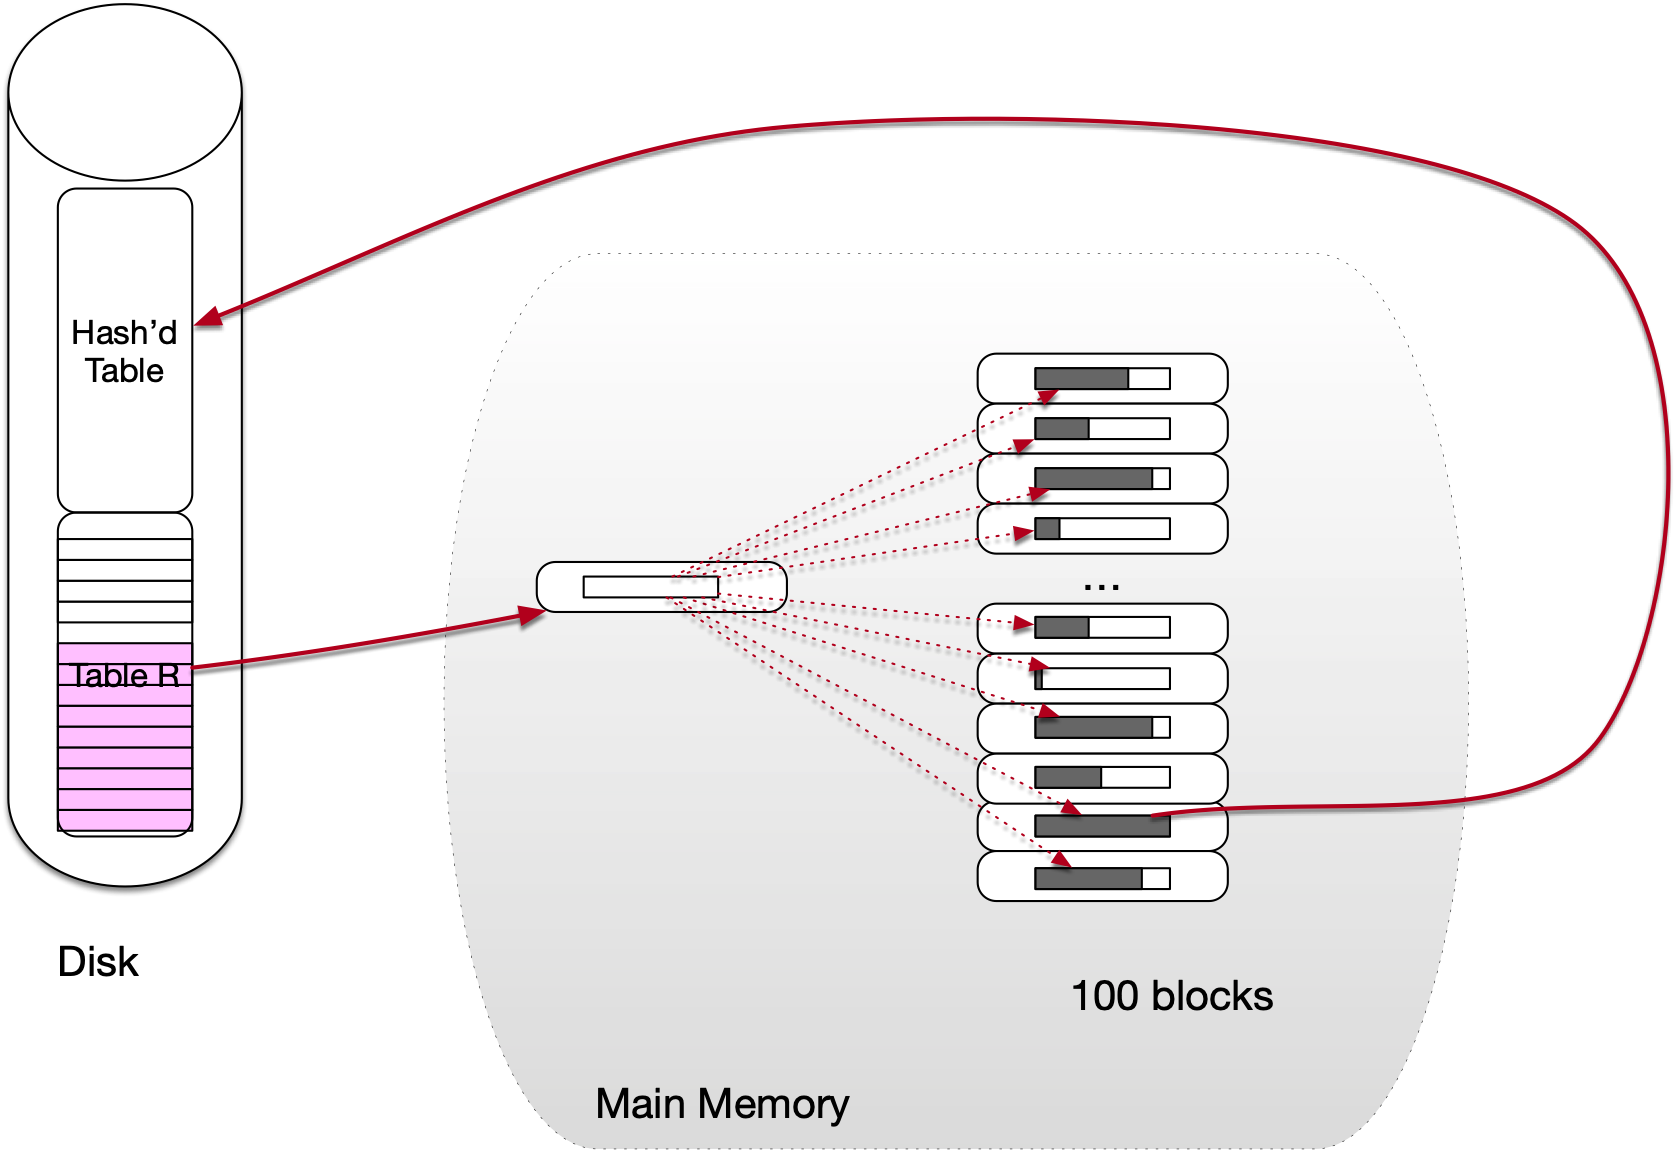 Hash'd
Table
Table R
...
Disk
100 blocks
Main Memory